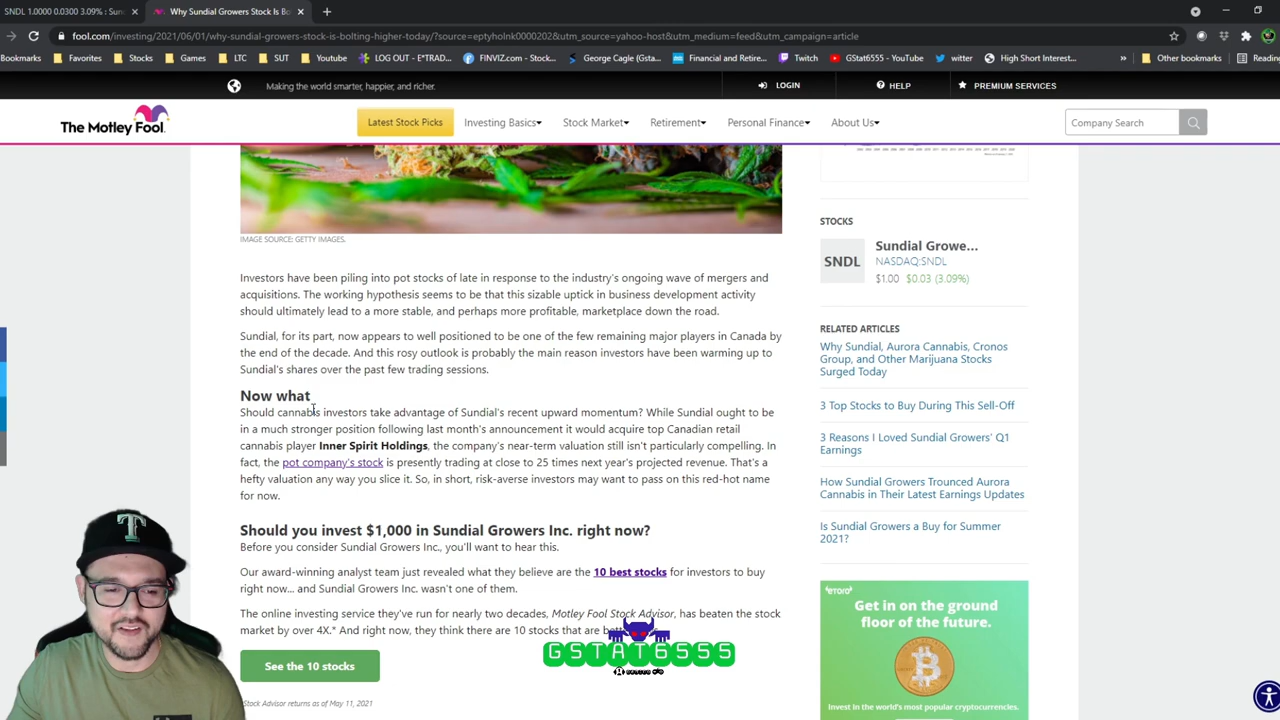 SNDL 1.0000 0.0300 3.09% : Sun
Why Sundial Growers Stock Is Bo
fool.com/investing/2021/06/01/why-sundial-growers-stock-is-bolting-higher-today/?source=eptyholnk0000202&utm_source=yahoo-host&utm_medium=feed&utm_campaign=article
Bookmarks Favorites Stocks Games LTC SUT Youtube LOG OUT - E*TRAD... FINVIZ.com - Stock... George Cagle (Gsta... Financial and Retire... Twitch GStat6555 - YouTube witter High Short Interest... » Other bookmarks Reading
Making the world smarter, happier, and richer. LOGIN HELP PREMIUM SERVICES
The Motley Fool. Latest Stock Picks Investing Basics Stock Market Retirement Personal Finance About Us Company Search
IMAGE SOURCE: GETTY IMAGES.
Investors have been piling into pot stocks of late in response to the industry's ongoing wave of mergers and
acquisitions. The working hypothesis seems to be that this sizable uptick in business development activity
should ultimately lead to a more stable, and perhaps more profitable, marketplace down the road.
Sundial, for its part, now appears to well positioned to be one of the few remaining major players in Canada by
the end of the decade. And this rosy outlook is probably the main reason investors have been warming up to
Sundial's shares over the past few trading sessions.
Now what
Should cannabis investors take advantage of Sundial's recent upward momentum? While Sundial ought to be
in a much stronger position following last month's announcement it would acquire top Canadian retail
cannabis player Inner Spirit Holdings, the company's near-term valuation still isn't particularly compelling. In
fact, the pot company's stock is presently trading at close to 25 times next year's projected revenue. That's a
hefty valuation any way you slice it. So, in short, risk-averse investors may want to pass on this red-hot name
for now.
Should you invest $1,000 in Sundial Growers Inc. right now?
Before you consider Sundial Growers Inc., you'll want to hear this.
Our award-winning analyst team just revealed what they believe are the 10 best stocks for investors to buy
right now... and Sundial Growers Inc. wasn't one of them.
The online investing service they've run for nearly two decades, Motley Fool Stock Advisor, has beaten the stock
market by over 4X.* And right now, they think there are 10 stocks that are
See the 10 stocks
Stock Advisor returns as of May 11, 2021
STOCKS
SNDL
Sundial Growe...
NASDAQ:SNDL
$1.00 $0.03 (3.09%)
RELATED ARTICLES
Why Sundial, Aurora Cannabis, Cronos
Group, and Other Marijuana Stocks
Surged Today
3 Top Stocks to Buy During This Sell-Off
3 Reasons I Loved Sundial Growers' Q1
Earnings
How Sundial Growers Trounced Aurora
Cannabis in Their Latest Earnings Updates
Is Sundial Growers a Buy for Summer
2021?
eToro
Get in on the ground
floor of the future.
Invest in the world's most popular cryptocurrencies.
GSTAT6555
T